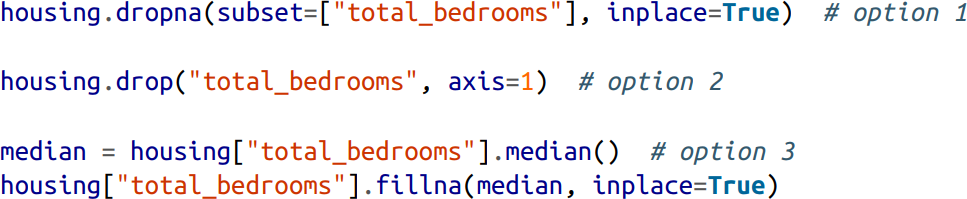 housing.dropna(subset=["total_bedrooms"], inplace=True)  # option 1
housing.drop("total_bedrooms", axis=1)  # option 2
median = housing["total_bedrooms"].median()  # option 3
housing["total_bedrooms"].fillna(median, inplace=True)